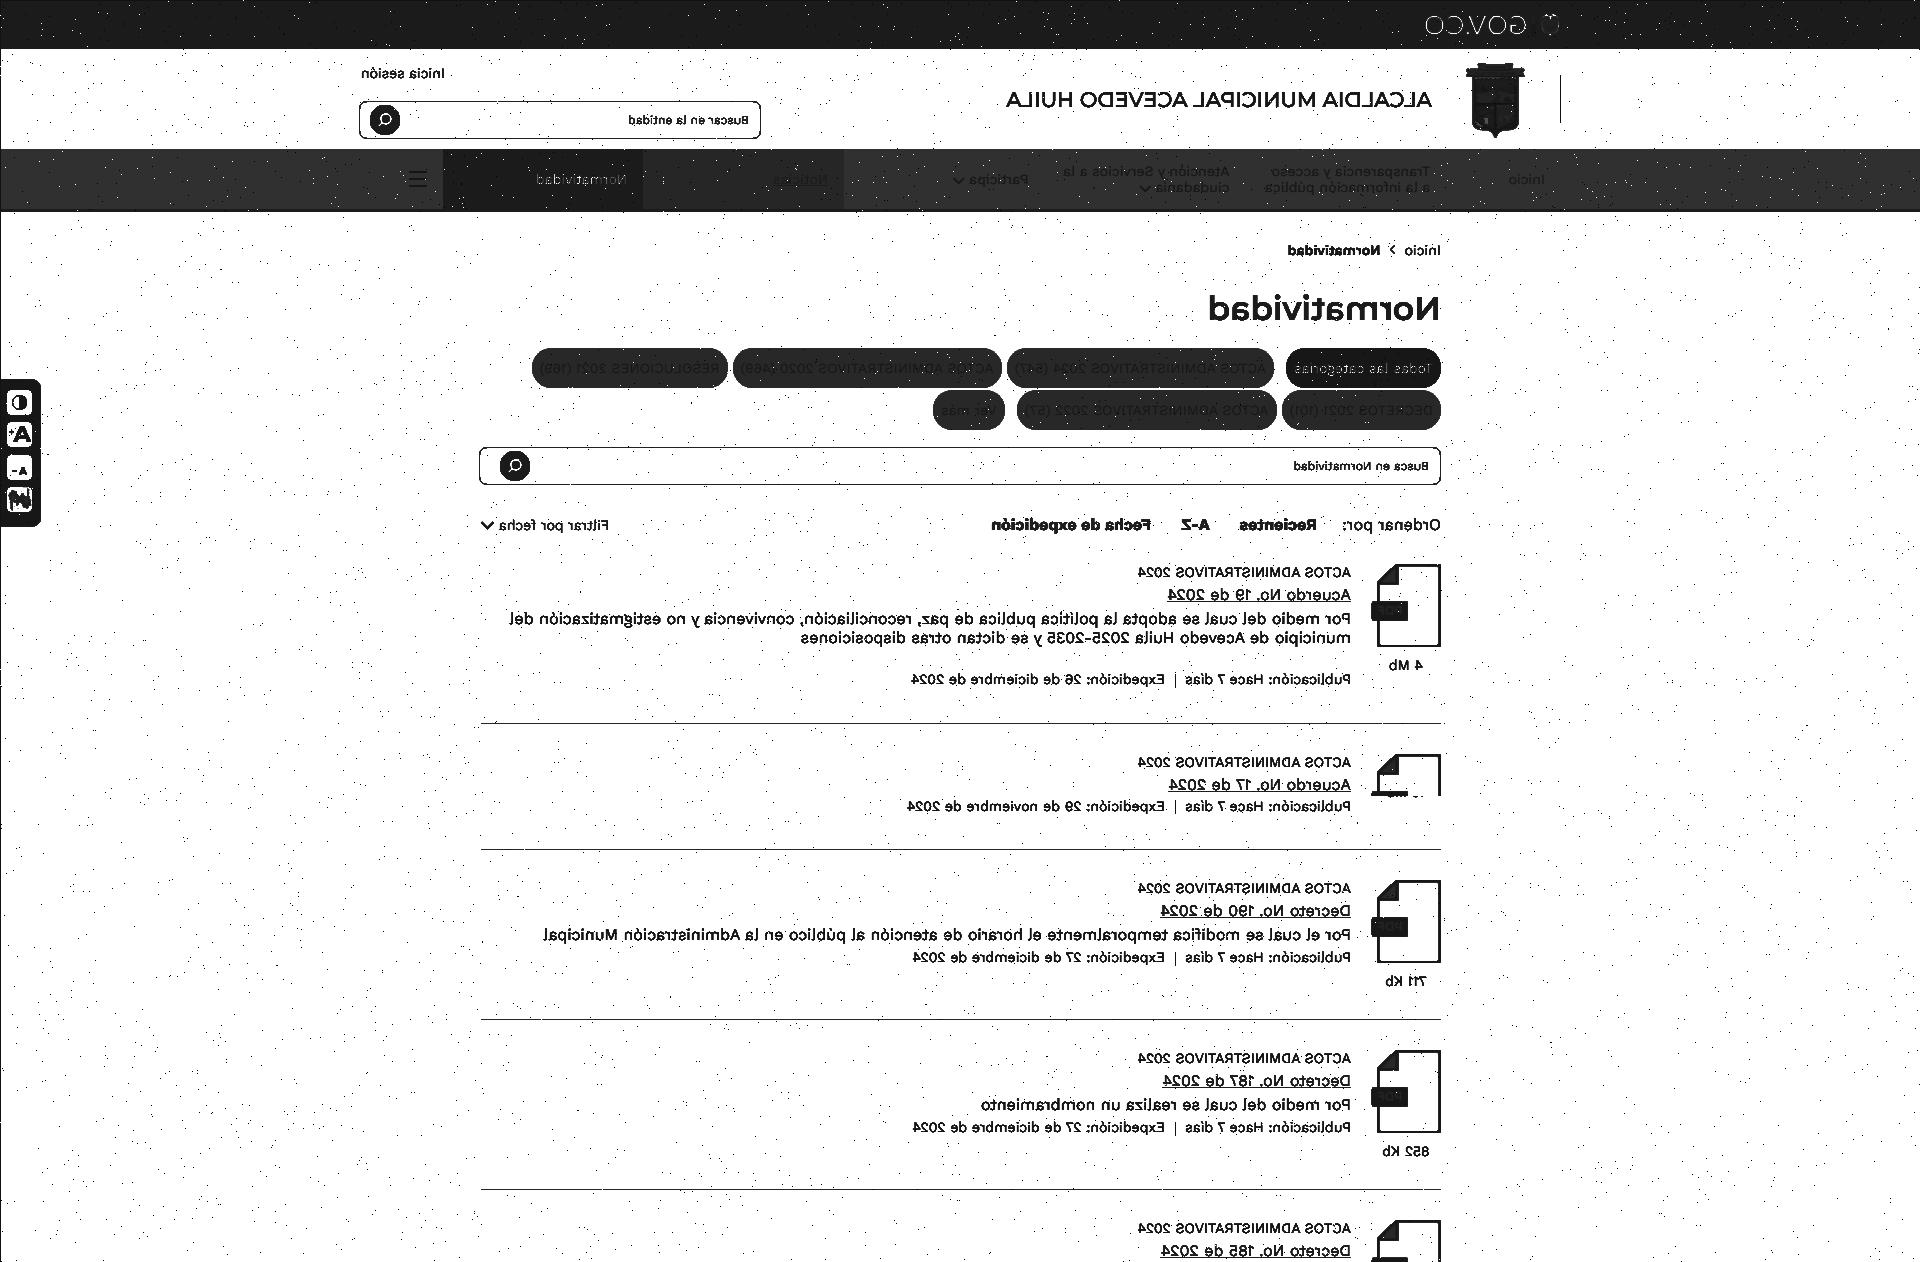 GOV.CO
ALCALDIA MUNICIPAL ACEVEDO HUILA
Inicia sesión
Buscar en la entidad
Inicio
Transparencia y acceso
a la información pública
Atención y Servicios a la
ciudadanía
Participa
Noticias
Normatividad
Inicio > Normatividad
Normatividad
Todas las categorías
ACTOS ADMINISTRATIVOS 2024 (547)
ACTOS ADMINISTRATIVOS 2020 (469)
RESOLUCIONES 2021 (169)
DECRETOS 2021 (101)
ACTOS ADMINISTRATIVOS 2022 (57)
Ver más
Busca en Normatividad
Ordenar por: Recientes A-Z Fecha de expedición Filtrar por fecha
ACTOS ADMINISTRATIVOS 2024
Acuerdo No. 19 de 2024
Por medio del cual se adopta la política publica de paz, reconciliación, convivencia y no estigmatización del
municipio de Acevedo Huila 2025-2035 y se dictan otras disposiciones
PDF
4 Mb
Publicación: Hace 7 días | Expedición: 26 de diciembre de 2024
ACTOS ADMINISTRATIVOS 2024
Acuerdo No. 17 de 2024
Publicación: Hace 7 días | Expedición: 29 de noviembre de 2024
ACTOS ADMINISTRATIVOS 2024
Decreto No. 190 de 2024
Por el cual se modifica temporalmente el horario de atención al público en la Administración Municipal
Publicación: Hace 7 días | Expedición: 27 de diciembre de 2024
PDF
711 Kb
ACTOS ADMINISTRATIVOS 2024
Decreto No. 187 de 2024
Por medio del cual se realiza un nombramiento
Publicación: Hace 7 días | Expedición: 27 de diciembre de 2024
PDF
852 Kb
ACTOS ADMINISTRATIVOS 2024
Decreto No. 185 de 2024
A+
A-